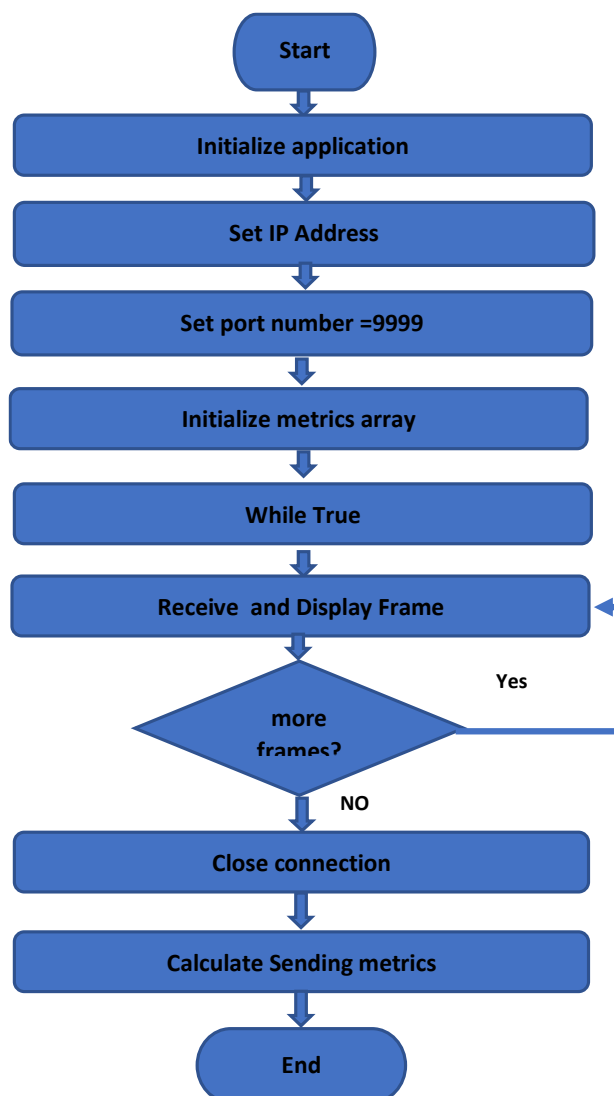 Start
Initialize application
Set IP Address
Set port number =9999
Initialize metrics array
While True
Receive  and Display Frame
Yes
more
frames?
NO
Close connection
Calculate Sending metrics
End